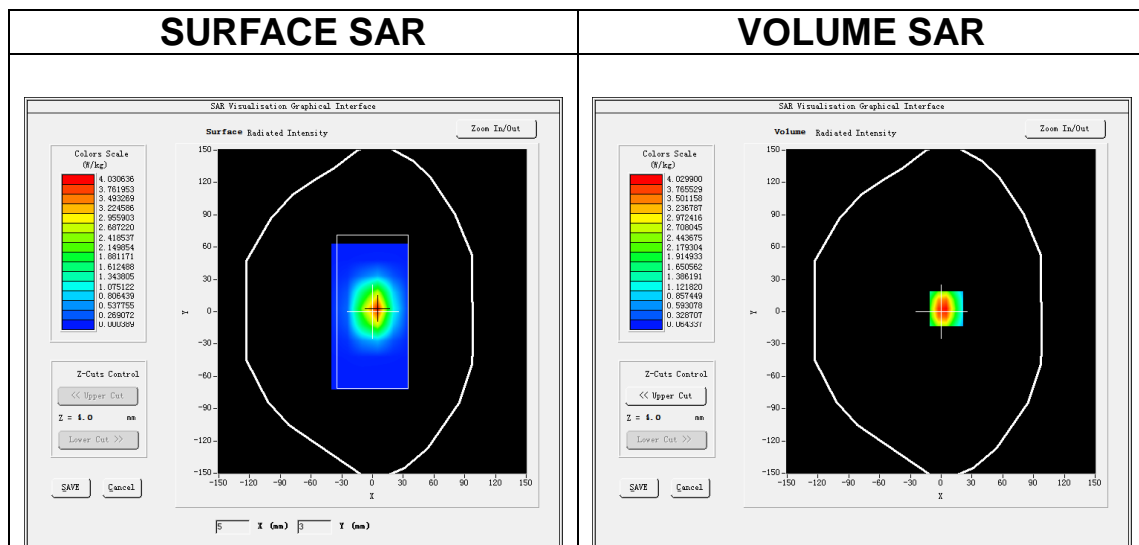 SURFACE SAR
VOLUME SAR
SAR Visualisation Graphical Interface
Surface Radiated Intensity
Zoom In/Out
Colors Scale
(W/kg)
4.030636
3.761953
3.493269
3.224586
2.955903
2.687220
2.418537
2.149854
1.881171
1.612488
1.343805
1.075122
0.806439
0.537755
0.269072
0.000389
150
120
90
60
30
0
-30
-60
-90
-120
-150
Y
-150 -120 -90 -60 -30 0 30 60 90 120 150
X
Z-Cuts Control
<< Upper Cut
Z = 4.0 mm
Lower Cut >>
SAVE Cancel
5 X (mm) 3 Y (mm)
SAR Visualisation Graphical Interface
Volume Radiated Intensity
Zoom In/Out
Colors Scale
(W/kg)
4.029900
3.765529
3.501158
3.236787
2.972416
2.708045
2.443675
2.179304
1.914933
1.650562
1.386191
1.121820
0.857449
0.593078
0.328707
0.064337
150
120
90
60
30
0
-30
-60
-90
-120
-150
Y
-150 -120 -90 -60 -30 0 30 60 90 120 150
X
Z-Cuts Control
<< Upper Cut
Z = 4.0 mm
Lower Cut >>
SAVE Cancel